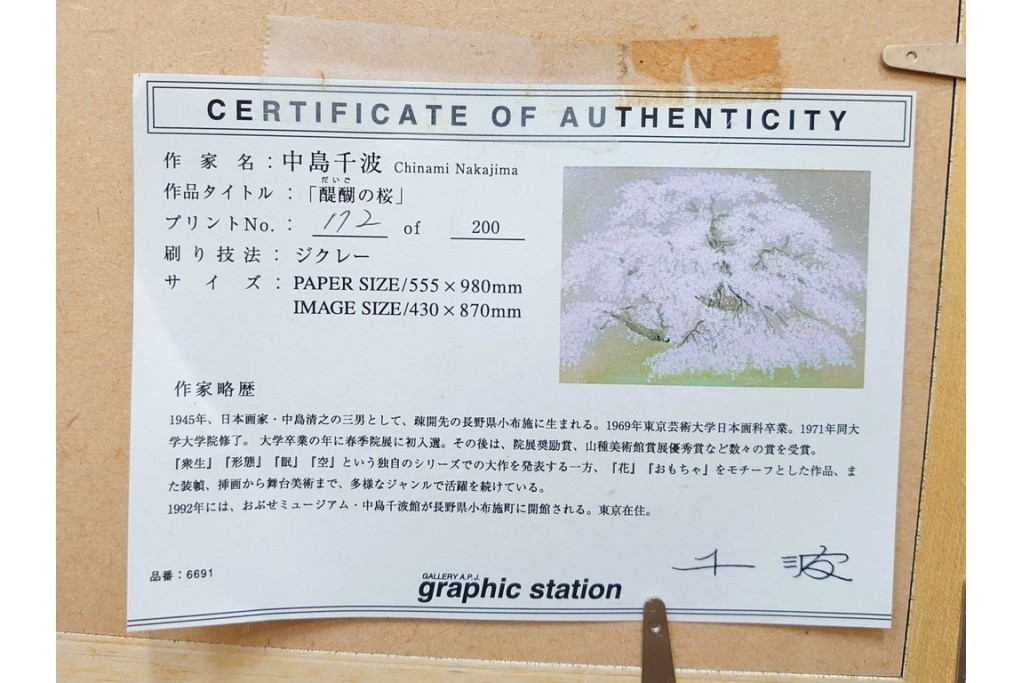 CERTIFICATE OF AUTHENTICITY
作家名：中島千波 Chinami Nakajima
だいご
作品タイトル：「醍醐の桜」
プリントNo.： 172 of 200
刷り技法：ジクレー
サイズ：PAPER SIZE/555×980mm
IMAGE SIZE/430×870mm
作家略歴
1945年、日本画家・中島清之の三男として、疎開先の長野県小布施に生まれる。1969年東京芸術大学日本画科卒業。1971年同大
学大学院修了。大学卒業の年に春季院展に初入選。その後は、院展奨励賞、山種美術館賞展優秀賞など数々の賞を受賞。
『衆生』『形態』『眠』『空』という独自のシリーズでの大作を発表する一方、『花』『おもちゃ』をモチーフとした作品、ま
た装幀、挿画から舞台美術まで、多様なジャンルで活躍を続けている。
1992年には、おぶせミュージアム・中島千波館が長野県小布施町に開館される。東京在住。
千波
品番：6691
GALLERY A.P.J.
graphic station